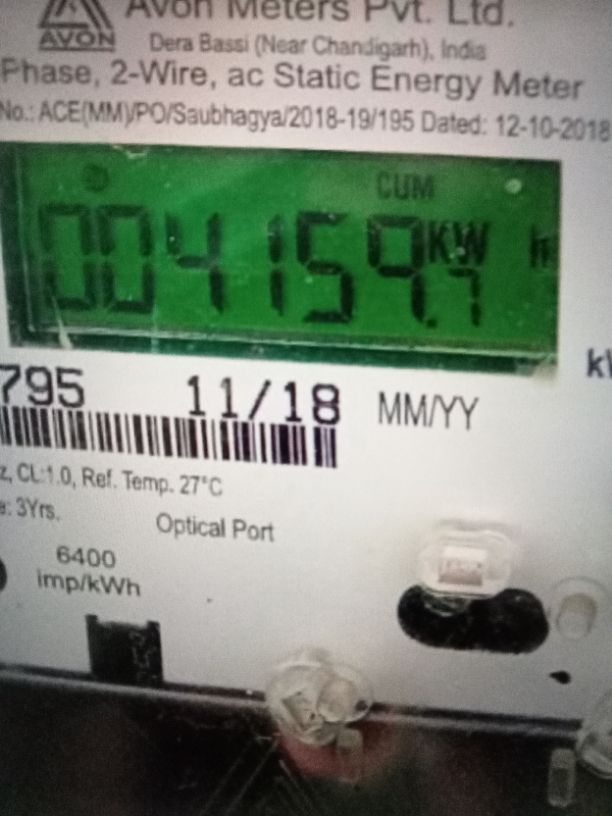 Avon Meters Pvt. Ltd.
AVON
Dera Bassi (Near Chandigarh), India
Phase, 2-Wire, ac Static Energy Meter
No.: ACE(MM)/PO/Saubhagya/2018-19/195 Dated: 12-10-2018
CUM
004159.7 KW h
795 11/18 MM/YY
z, CL:1.0, Ref. Temp. 27°C
e: 3Yrs.
Optical Port
6400
imp/kWh